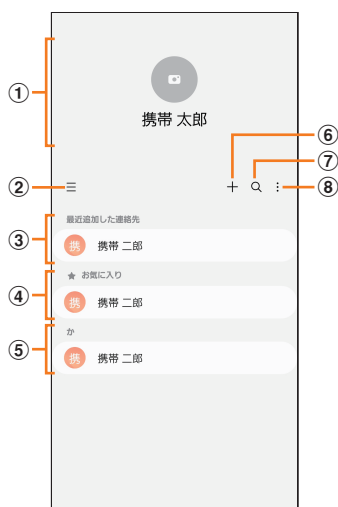 ①
携帯 太郎
⑥
⑦
② ⑧
最近追加した連絡先
③ 携 携帯 二郎
★ お気に入り
④ 携 携帯 二郎
か
⑤ 携 携帯 二郎